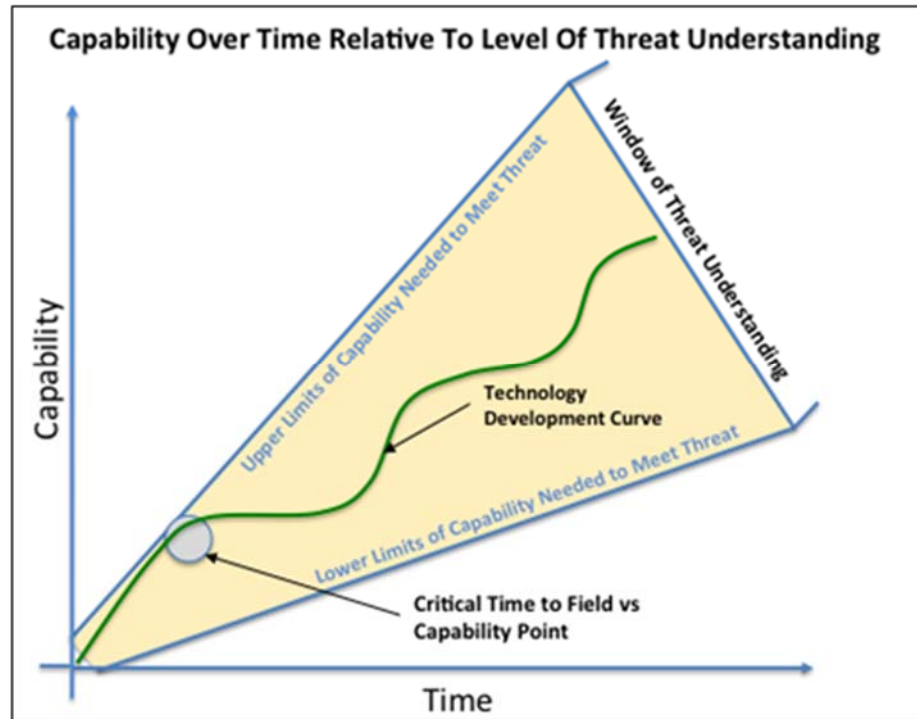 Capability Over Time Relative To Level Of Threat Understanding
Window of Threat Understanding
Upper Limits of Capability Needed to Meet Threat
Capability
Technology
Development Curve
Lower Limits of Capability Needed to Meet Threat
Critical Time to Field vs
Capability Point
Time